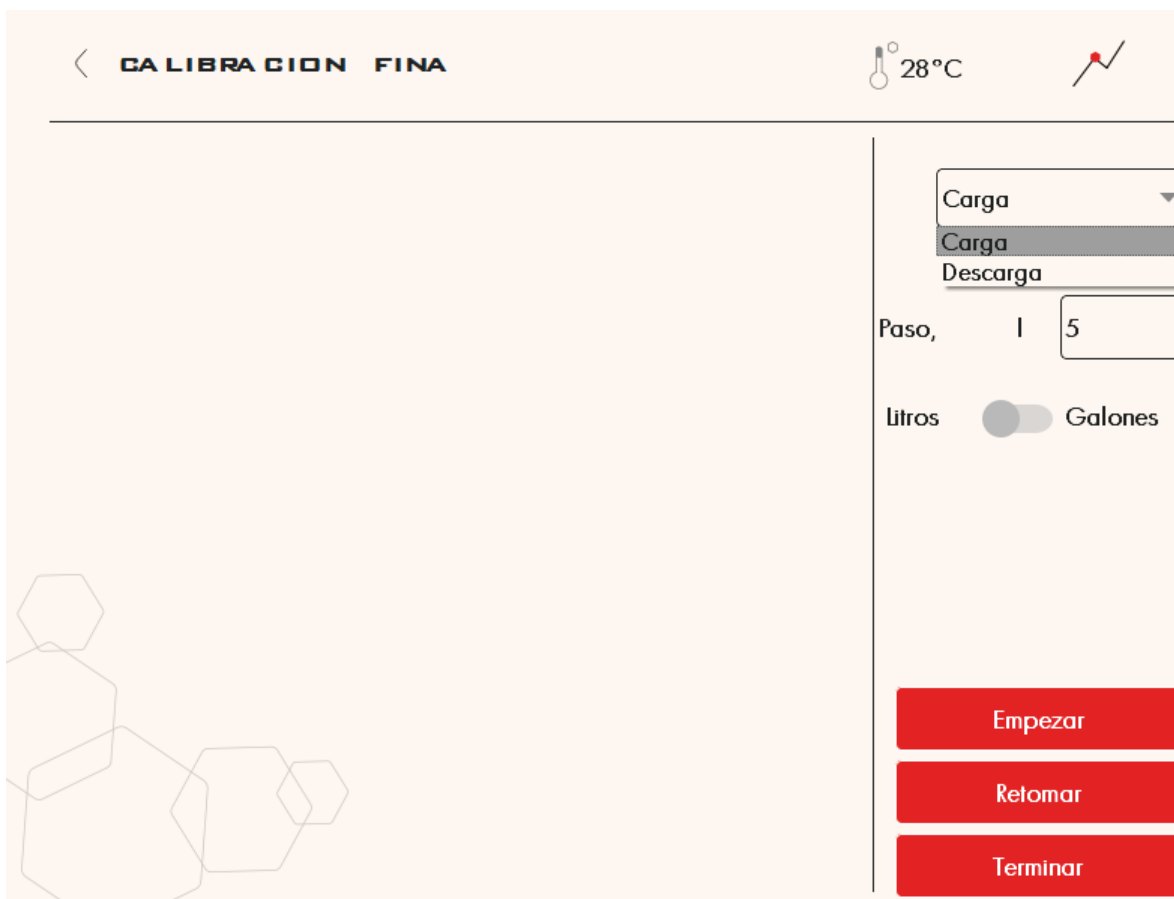 CALIBRACION FINA
28°C
Carga
Carga
Descarga
Paso, l 5
Litros Galones
Empezar
Retomar
Terminar